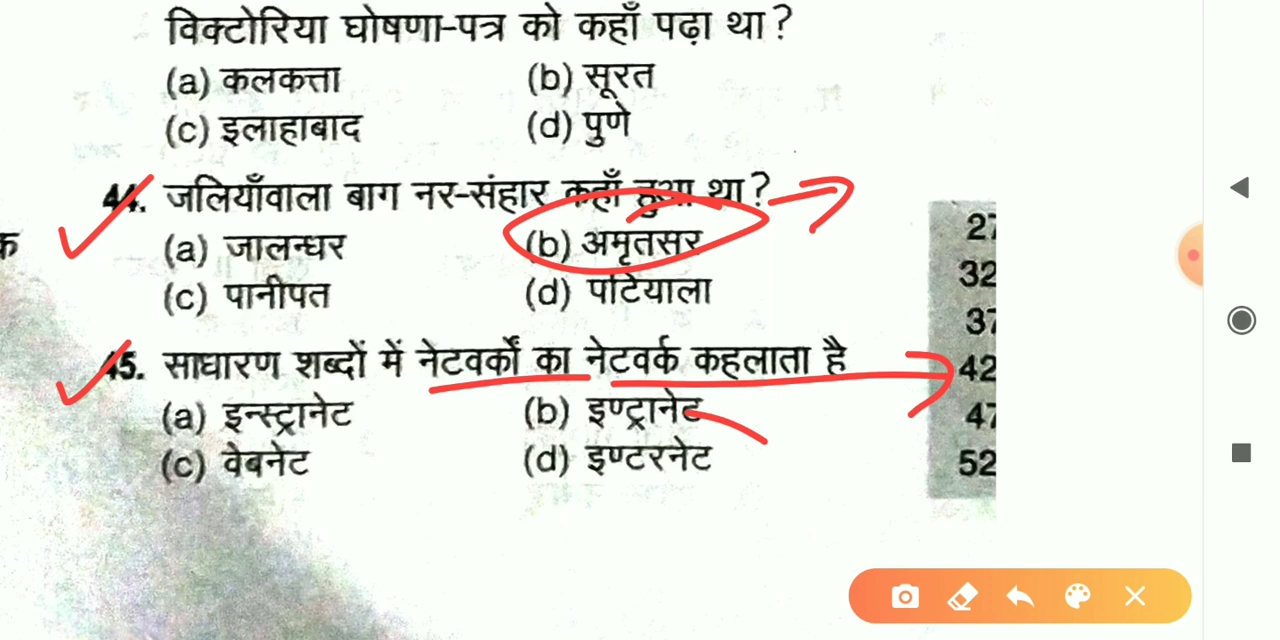 विक्टोरिया घोषणा-पत्र को कहाँ पढ़ा था?
(a) कलकत्ता (b) सूरत
(c) इलाहाबाद (d) पुणे
44. जलियाँवाला बाग नर-संहार कहाँ हुआ था?
(a) जालन्धर (b) अमृतसर
(c) पानीपत (d) पटियाला
45. साधारण शब्दों में नेटवर्कों का नेटवर्क कहलाता है
(a) इन्स्ट्रानेट (b) इण्ट्रानेट
(c) वेबनेट (d) इण्टरनेट
क
27
32
37
42
47
52